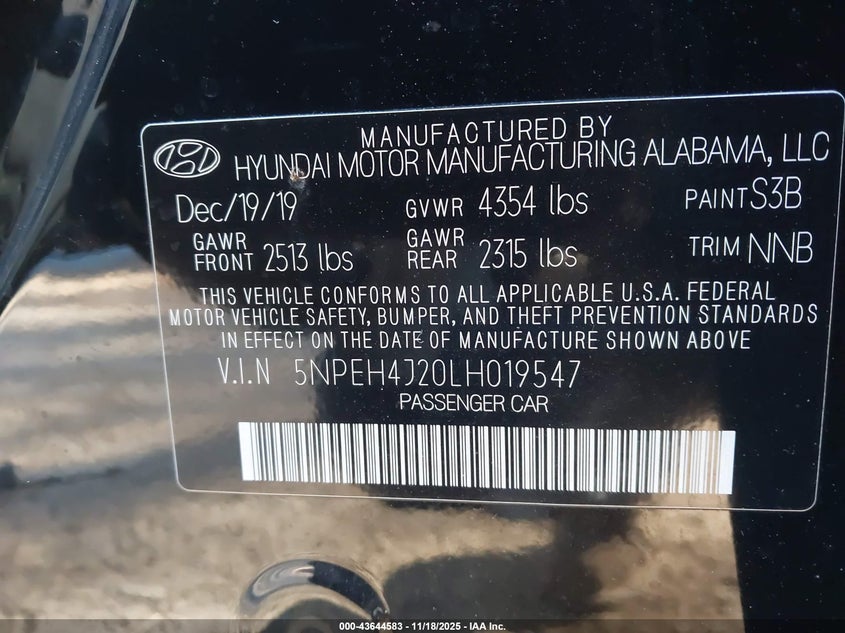 MANUFACTURED BY
HYUNDAI MOTOR MANUFACTURING ALABAMA, LLC
Dec/19/19 GVWR 4354 lbs PAINT S3B
GAWR FRONT 2513 lbs GAWR REAR 2315 lbs TRIM NNB
THIS VEHICLE CONFORMS TO ALL APPLICABLE U.S.A. FEDERAL
MOTOR VEHICLE SAFETY, BUMPER, AND THEFT PREVENTION STANDARDS
IN EFFECT ON THE DATE OF MANUFACTURE SHOWN ABOVE
V.I.N 5NPEH4J20LH019547
PASSENGER CAR
000-43644583 - 11/18/2025 - IAA Inc.